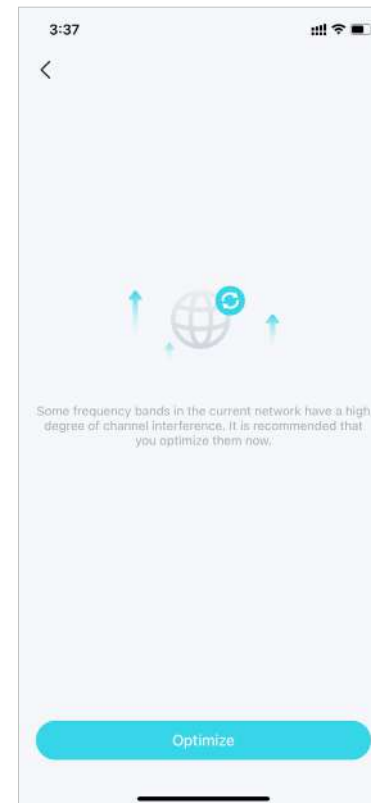 3:37
Some frequency bands in the current network have a high
degree of channel interference. It is recommended that
you optimize them now.
Optimize